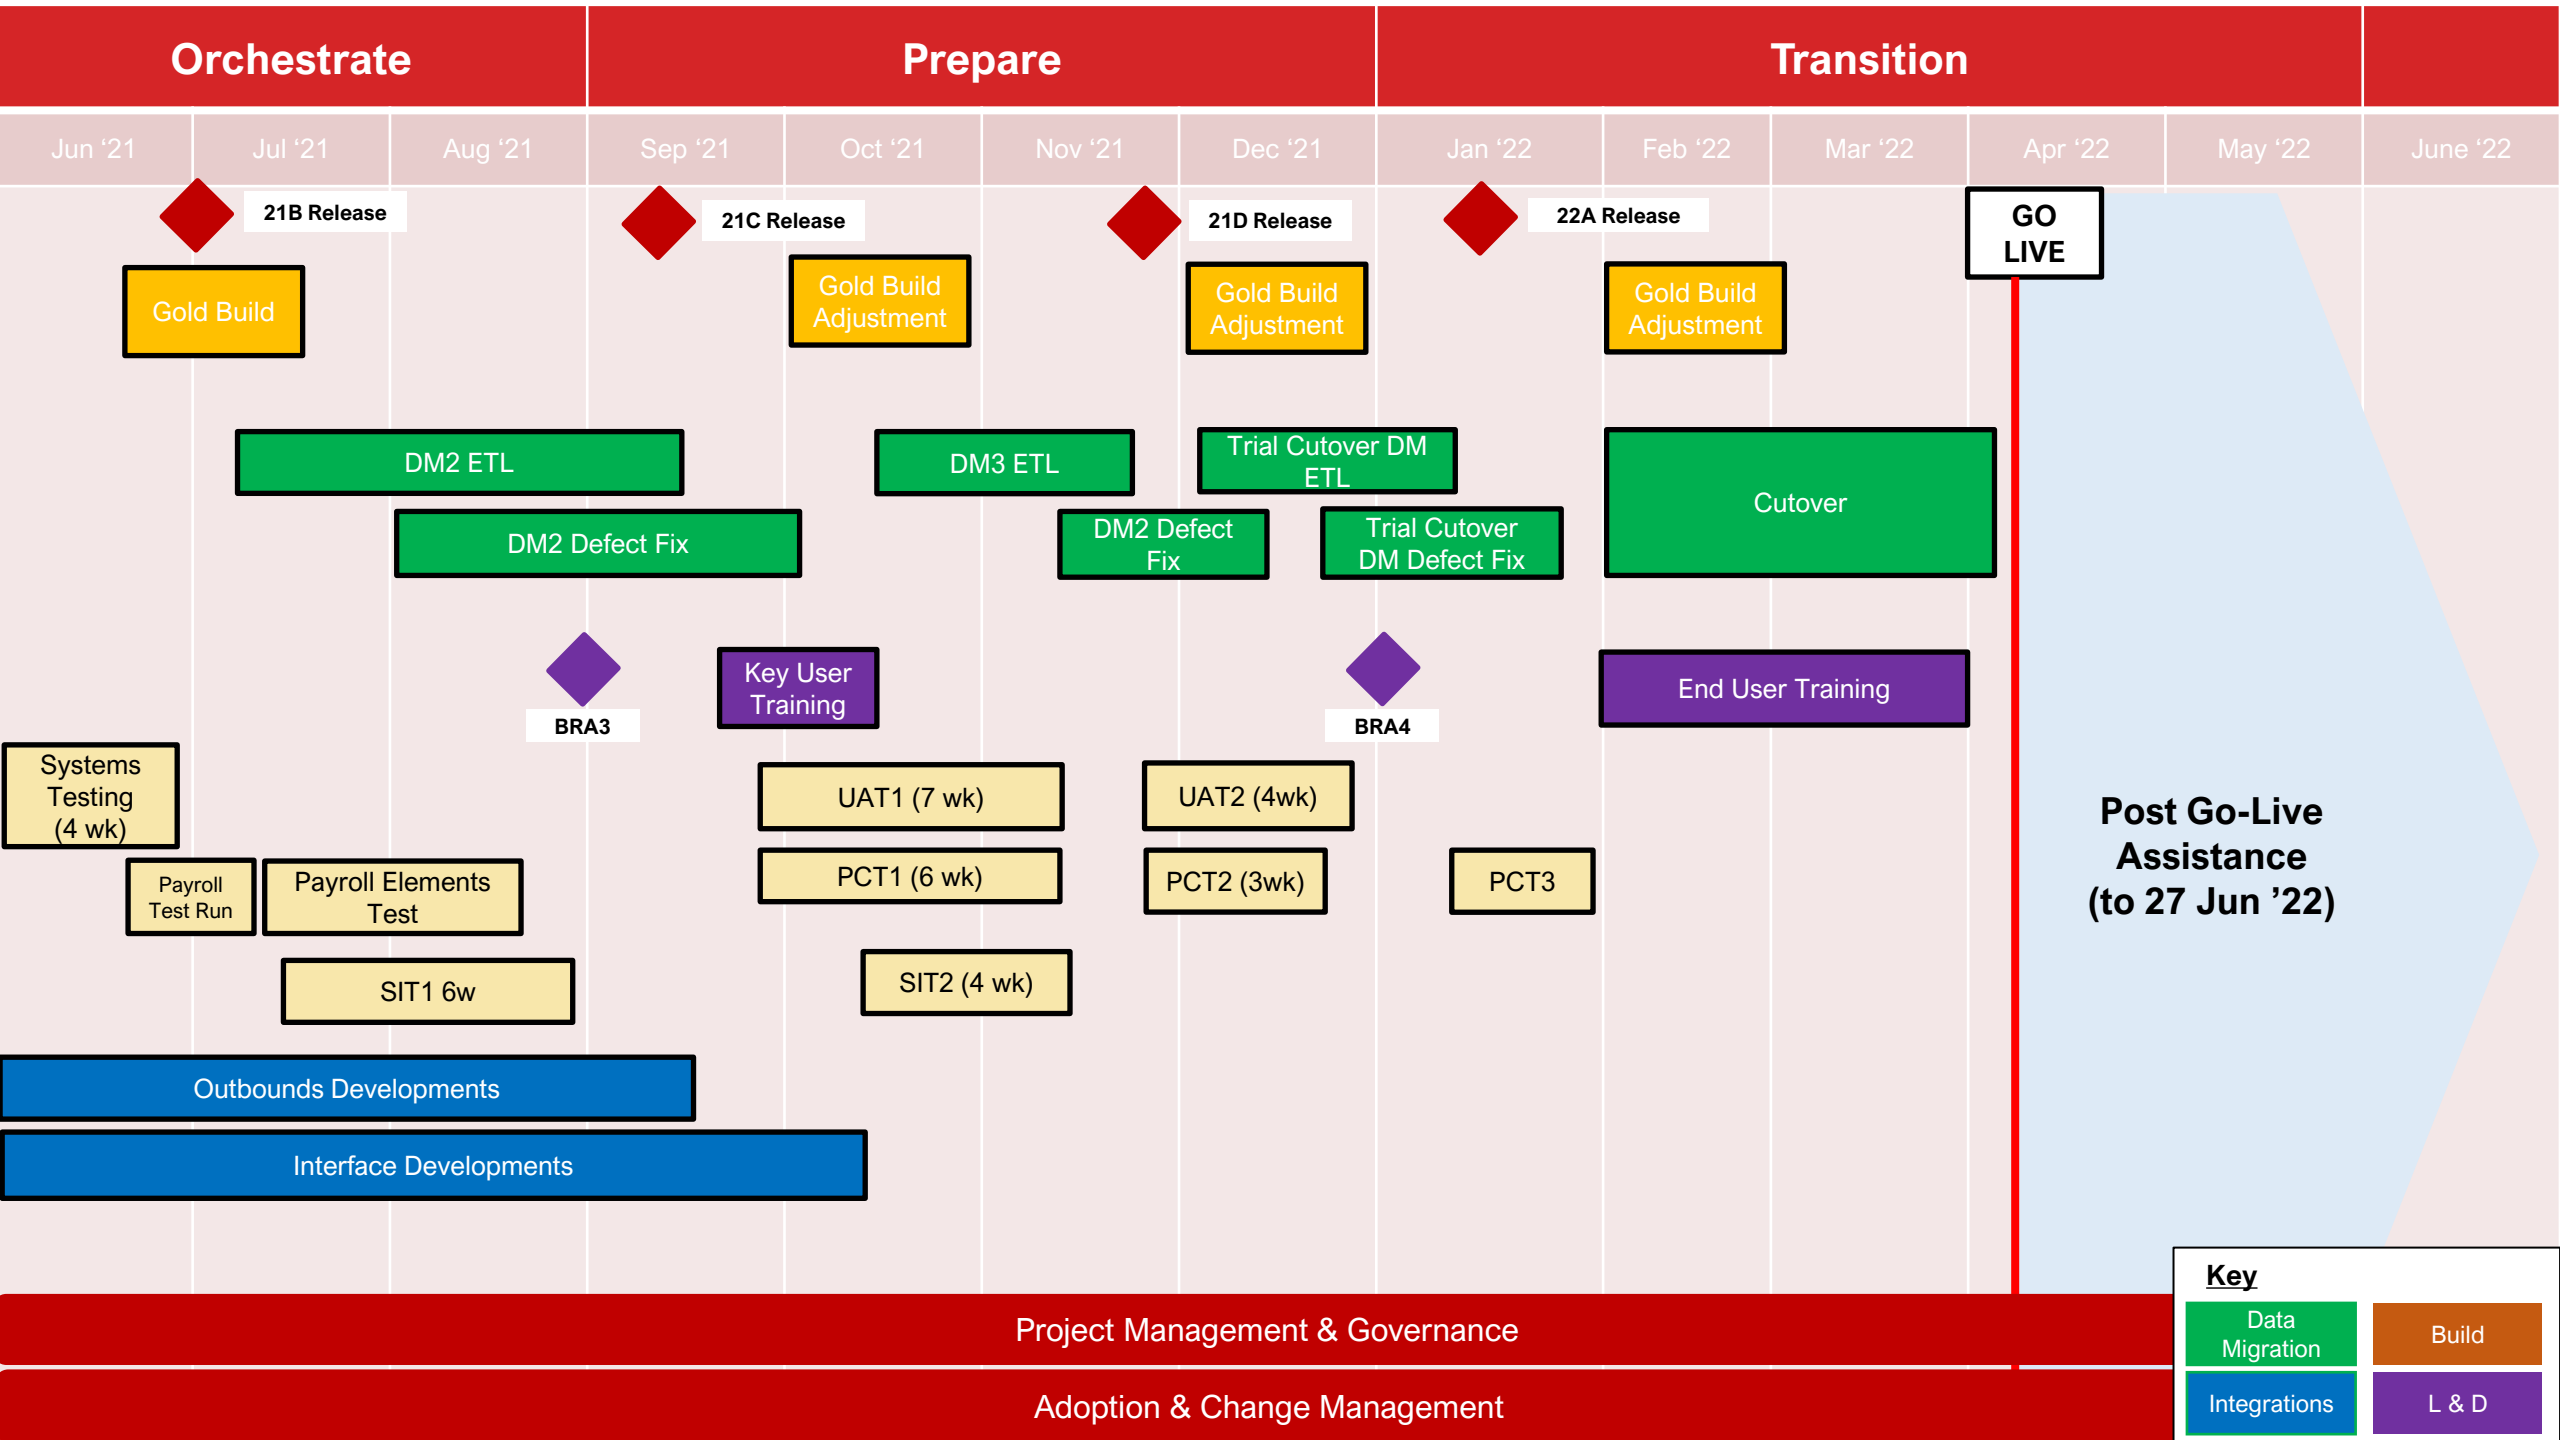 Orchestrate
Prepare
Transition
Jun ‘21
Jul ‘21
Aug ‘21
Sep ‘21
Oct ‘21
Nov ‘21
Dec ‘21
Jan ‘22
Feb ‘22
Mar ‘22
Apr ‘22
May ‘22
June ‘22
21B Release
21C Release
21D Release
22A Release
GO
LIVE
Gold Build
Gold Build
Adjustment
Gold Build
Adjustment
Gold Build
Adjustment
DM2 ETL
DM3 ETL
Trial Cutover DM
ETL
Cutover
DM2 Defect Fix
DM2 Defect
Fix
Trial Cutover
DM Defect Fix
BRA3
Key User
Training
BRA4
End User Training
Systems
Testing
(4 wk)
UAT1 (7 wk)
UAT2 (4wk)
Payroll
Test Run
Payroll Elements
Test
PCT1 (6 wk)
PCT2 (3wk)
PCT3
SIT1 6w
SIT2 (4 wk)
Post Go-Live
Assistance
(to 27 Jun ’22)
Outbounds Developments
Interface Developments
Project Management & Governance
Adoption & Change Management
Key
Data
Migration
Build
Integrations
L & D